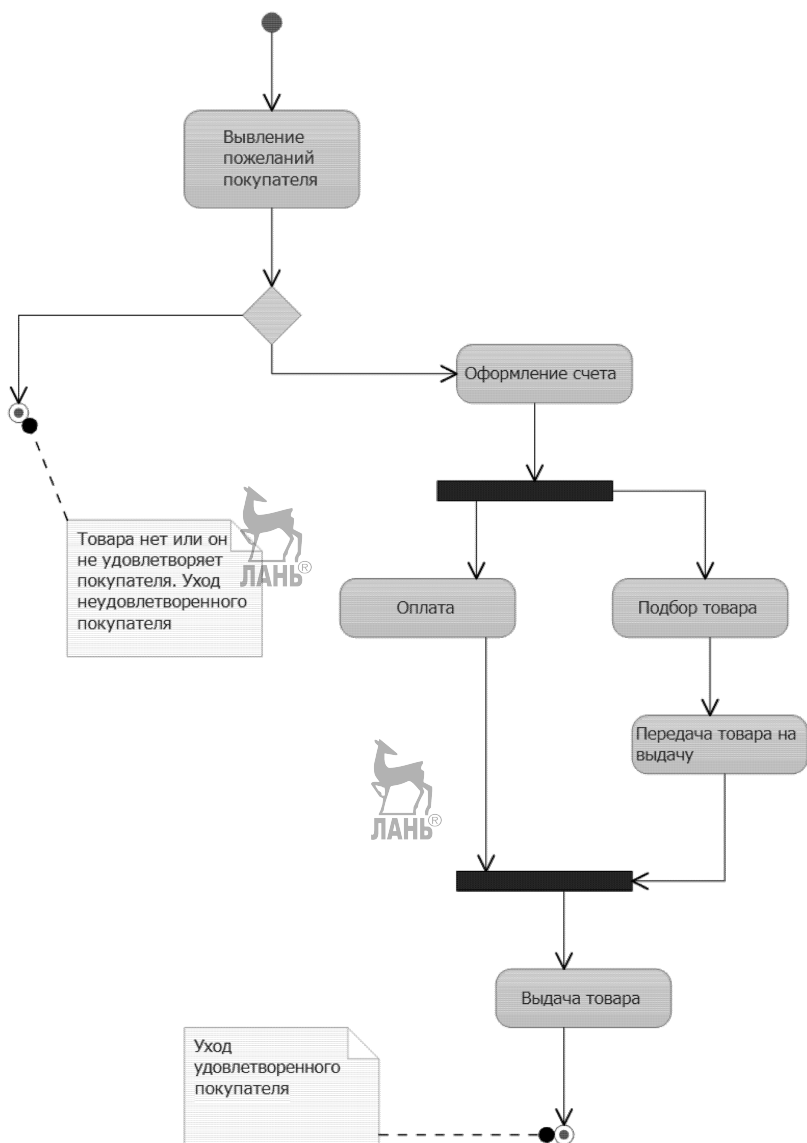 Вывление
пожеланий
покупателя
Оформление счета
Товара нет или он
не удовлетворяет
покупателя. Уход
неудовлетворенного
покупателя
ЛАНЬ®
Оплата
Подбор товара
Передача товара на
выдачу
ЛАНЬ®
Выдача товара
Уход
удовлетворенного
покупателя